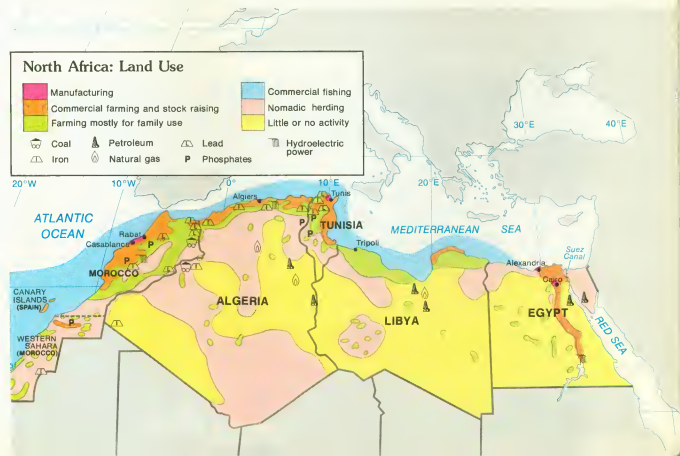 North Africa: Land Use
Manufacturing
Commercial farming and stock raising
Farming mostly for family use
Commercial fishing
Nomadic herding
Little or no activity
Coal
Petroleum
Lead
Hydroelectric
power
Iron
Natural gas
P Phosphates
30°E
40°E
20°W
10°W
0°
10°E
20°E
ATLANTIC
OCEAN
MEDITERRANEAN SEA
Algiers
Tunis
TUNISIA
Rabat
Casablanca
P
P
P
P
P
MOROCCO
Tripoli
Alexandria
Suez
Canal
Cairo
CANARY
ISLANDS
(SPAIN)
P
ALGERIA
LIBYA
EGYPT
RED SEA
WESTERN
SAHARA
(MOROCCO)